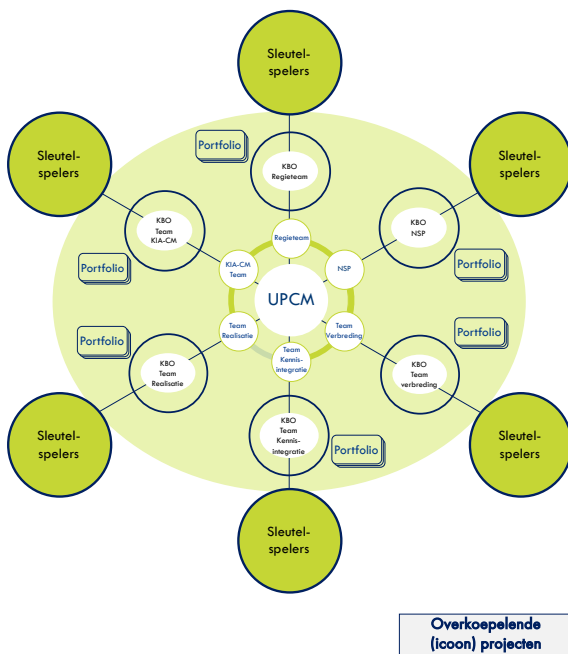 Sleutel-
spelers
Sleutel-
spelers
Sleutel-
spelers
Portfolio
KBO
Regieteam
KBO
Team
KIA-CM
KBO
NSP
Regieteam
KIA-CM
Team
NSP
Portfolio
Portfolio
UPCM
Portfolio
Team
Realisatie
Team
Verbreding
Portfolio
Team
Kennis-
integratie
KBO
Team
Realisatie
KBO
Team
verbreding
KBO
Team
Kennis-
integratie
Portfolio
Sleutel-
spelers
Sleutel-
spelers
Sleutel-
spelers
Overkoepelende
(icoon) projecten